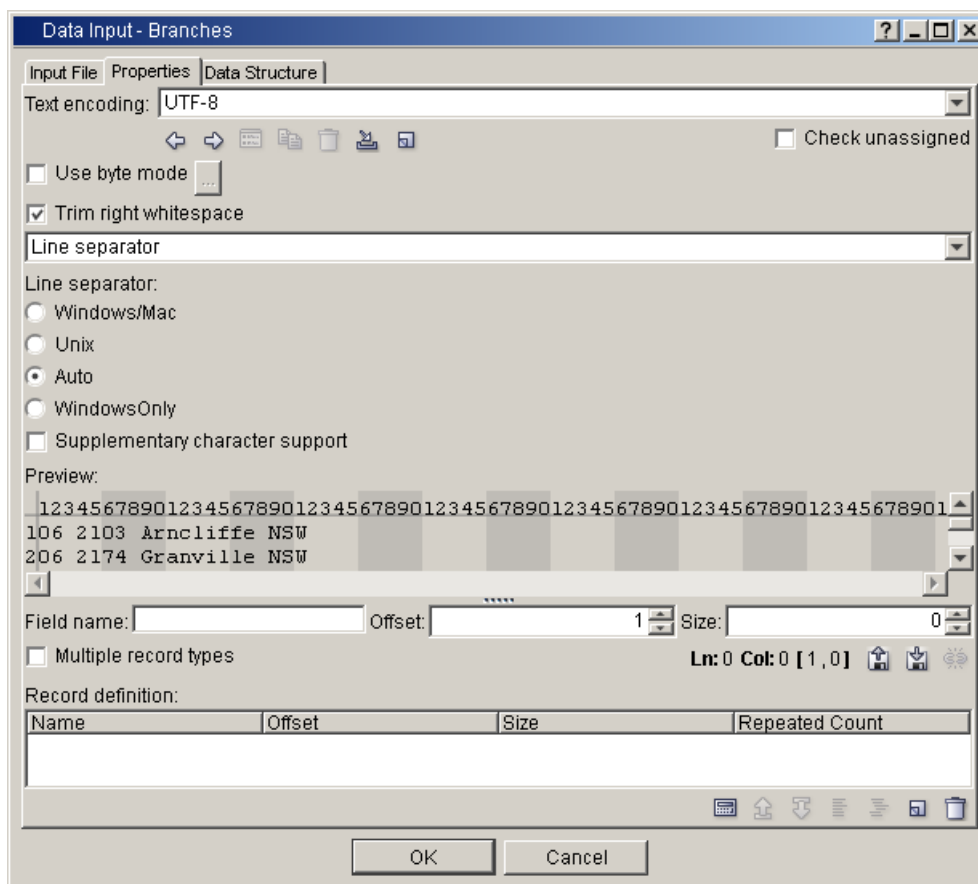 Data Input - Branches
Input File Properties Data Structure
Text encoding: UTF-8
Check unassigned
Use byte mode ...
Trim right whitespace
Line separator
Line separator:
Windows/Mac
Unix
Auto
WindowsOnly
Supplementary character support
Preview:
12345678901234567890123456789012345678901234567890123456789012345678901
106 2103 Arncliffe NSW
206 2174 Granville NSW
Field name: Offset: 1 Size: 0
Multiple record types Ln: 0 Col: 0 [ 1 , 0 ]
Record definition:
Name Offset Size Repeated Count
OK Cancel